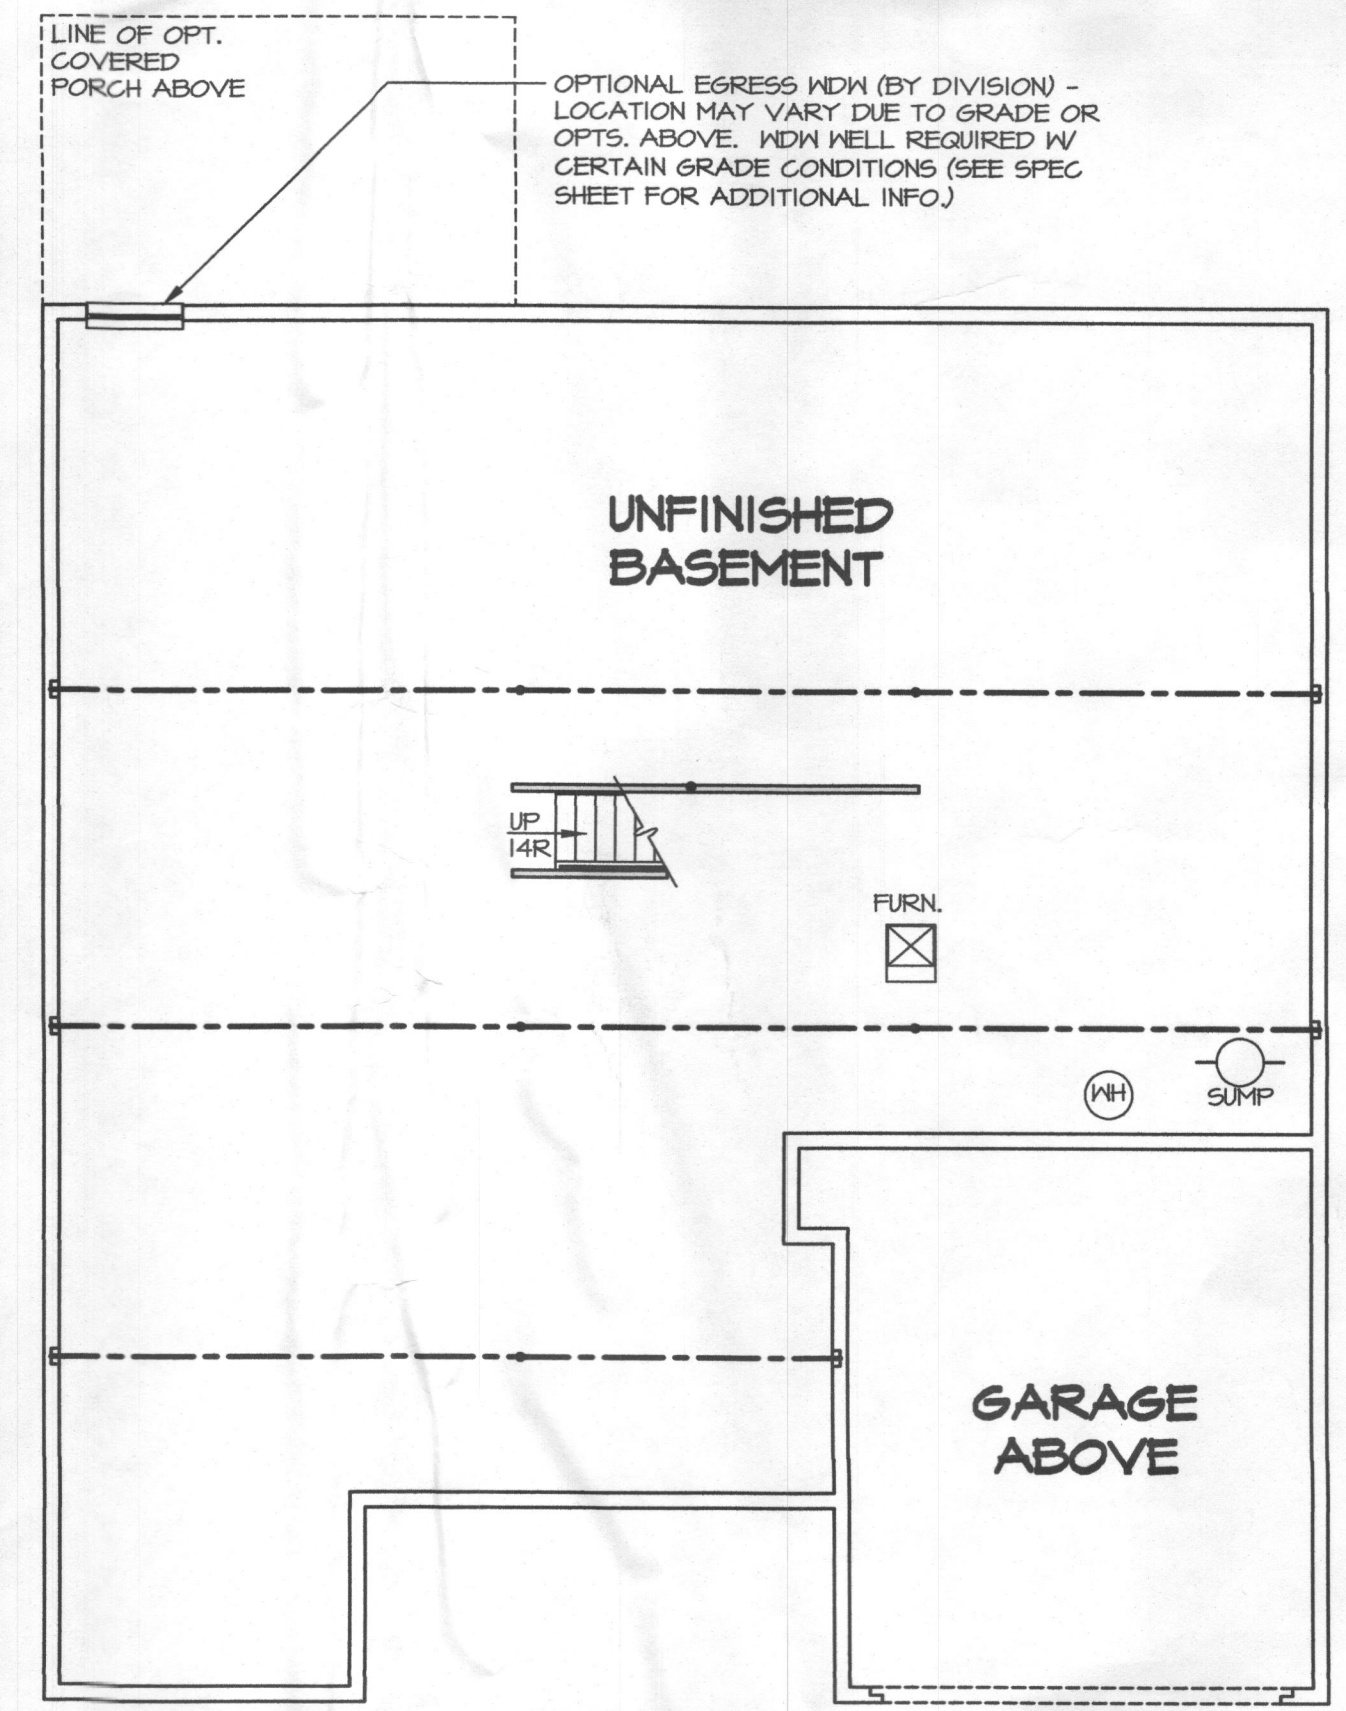 LINE OF OPT.
COVERED
PORCH ABOVE
OPTIONAL EGRESS WDW (BY DIVISION) -
LOCATION MAY VARY DUE TO GRADE OR
OPTS. ABOVE. WDW WELL REQUIRED W/
CERTAIN GRADE CONDITIONS (SEE SPEC
SHEET FOR ADDITIONAL INFO.)
UNFINISHED
BASEMENT
UP
14R
FURN.
WH
SUMP
GARAGE
ABOVE